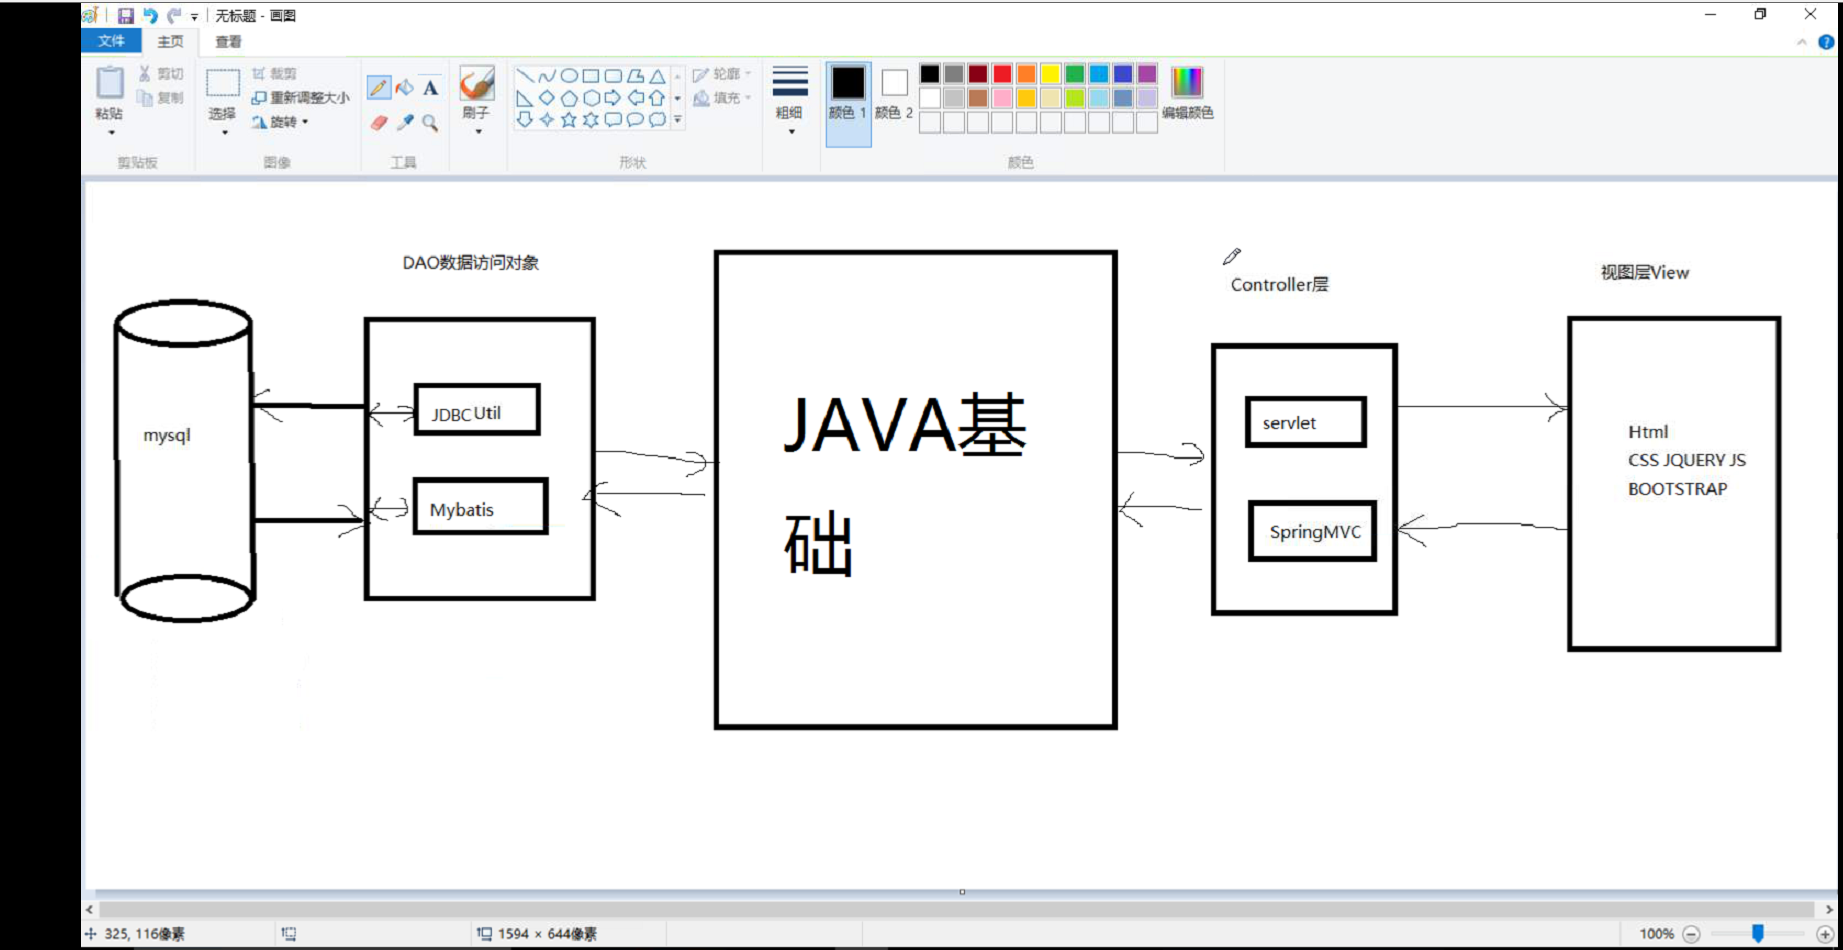 无标题 - 画图
文件 主页 查看
粘贴 剪切 复制
选择 裁剪 重新调整大小 旋转
A
刷子
轮廓 填充
粗细
颜色 1 颜色 2
编辑颜色
剪贴板 图像 工具 形状 颜色
DAO数据访问对象
Controller层
视图层View
mysql
JDBC Util
Mybatis
JAVA基
础
servlet
SpringMVC
Html
CSS JQUERY JS
BOOTSTRAP
325, 116像素
1594 × 644像素
100%